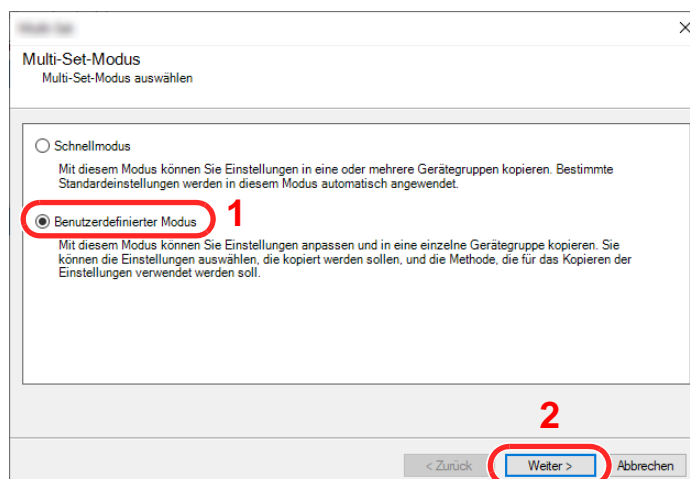 Multi-Set-Modus
Multi-Set-Modus auswählen
Schnellmodus
Mit diesem Modus können Sie Einstellungen in eine oder mehrere Gerätegruppen kopieren. Bestimmte
Standardeinstellungen werden in diesem Modus automatisch angewendet.
Benutzerdefinierter Modus 1
Mit diesem Modus können Sie Einstellungen anpassen und in eine einzelne Gerätegruppe kopieren. Sie
können die Einstellungen auswählen, die kopiert werden sollen, und die Methode, die für das Kopieren der
Einstellungen verwendet werden soll.
2
< Zurück Weiter > Abbrechen